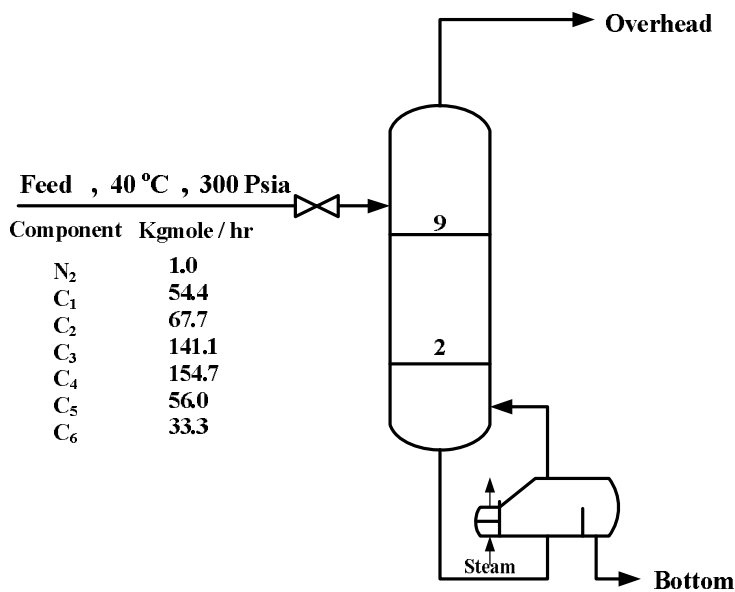 Overhead
Feed , 40 °C , 300 Psia
Component Kgmole / hr
9
N₂ 1.0
C₁ 54.4
C₂ 67.7
C₃ 141.1
2
C₄ 154.7
C₅ 56.0
C₆ 33.3
Steam
Bottom